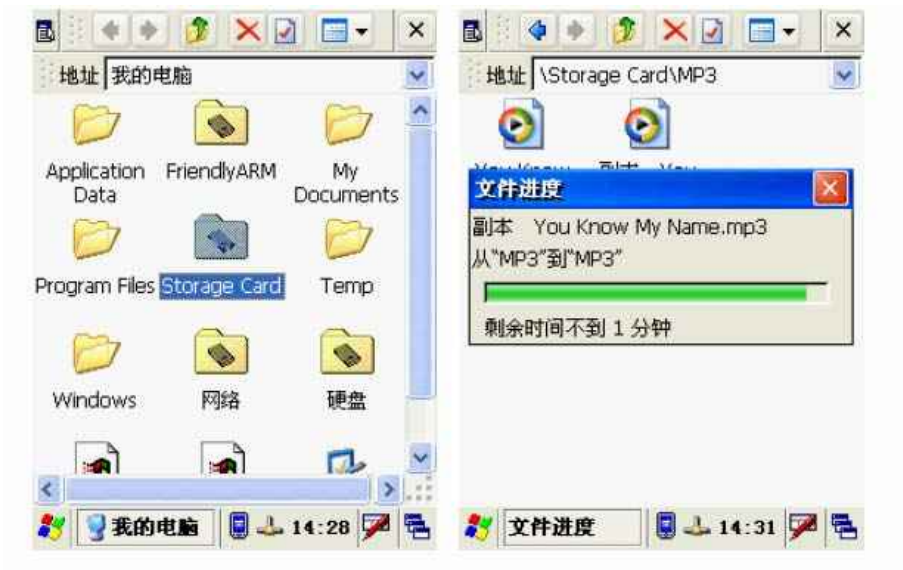 地址 我的电脑
Application Data
FriendlyARM
My Documents
Program Files
Storage Card
Temp
Windows
网络
硬盘
我的电脑
14:28
地址 \Storage Card\MP3
文件进度
副本 You Know My Name.mp3
从"MP3"到"MP3"
剩余时间不到 1 分钟
文件进度
14:31